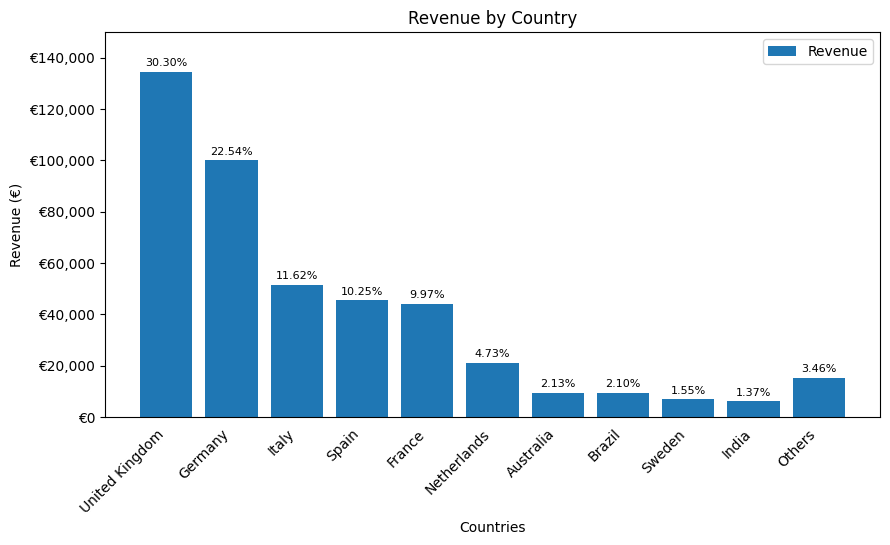 Revenue by Country
Revenue
€140,000
€120,000
€100,000
€80,000
€60,000
€40,000
€20,000
€0
Revenue (€)
30.30%
22.54%
11.62%
10.25%
9.97%
4.73%
2.13%
2.10%
1.55%
1.37%
3.46%
United Kingdom
Germany
Italy
Spain
France
Netherlands
Australia
Brazil
Sweden
India
Others
Countries